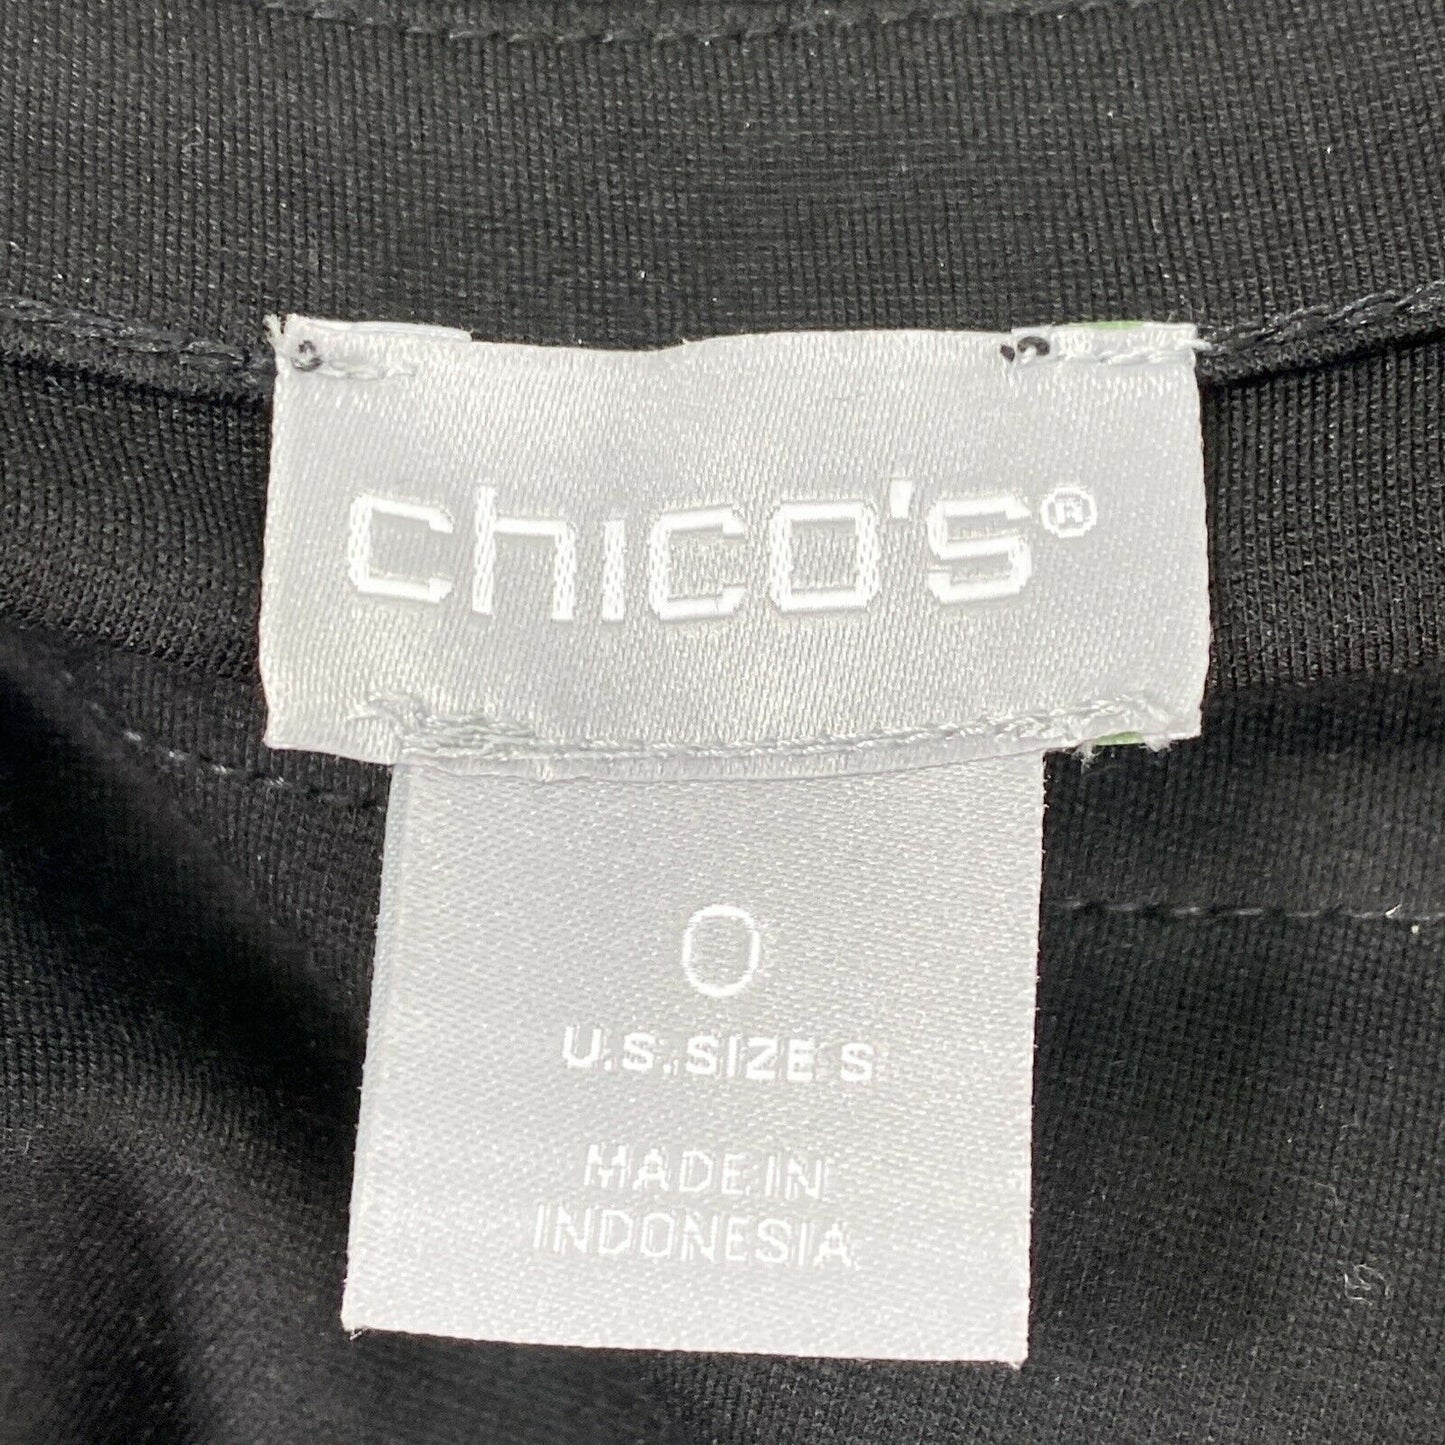 chico's®
0
U.S. SIZE S
MADE IN
INDONESIA